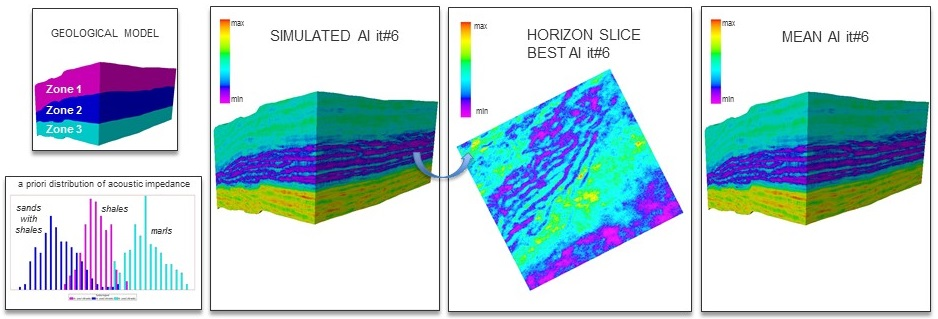 GEOLOGICAL MODEL
Zone 1
Zone 2
Zone 3
a priori distribution of acoustic impedance
sands
with
shales
shales
marls
max
min
SIMULATED AI it#6
max
min
HORIZON SLICE
BEST AI it#6
max
min
MEAN AI it#6